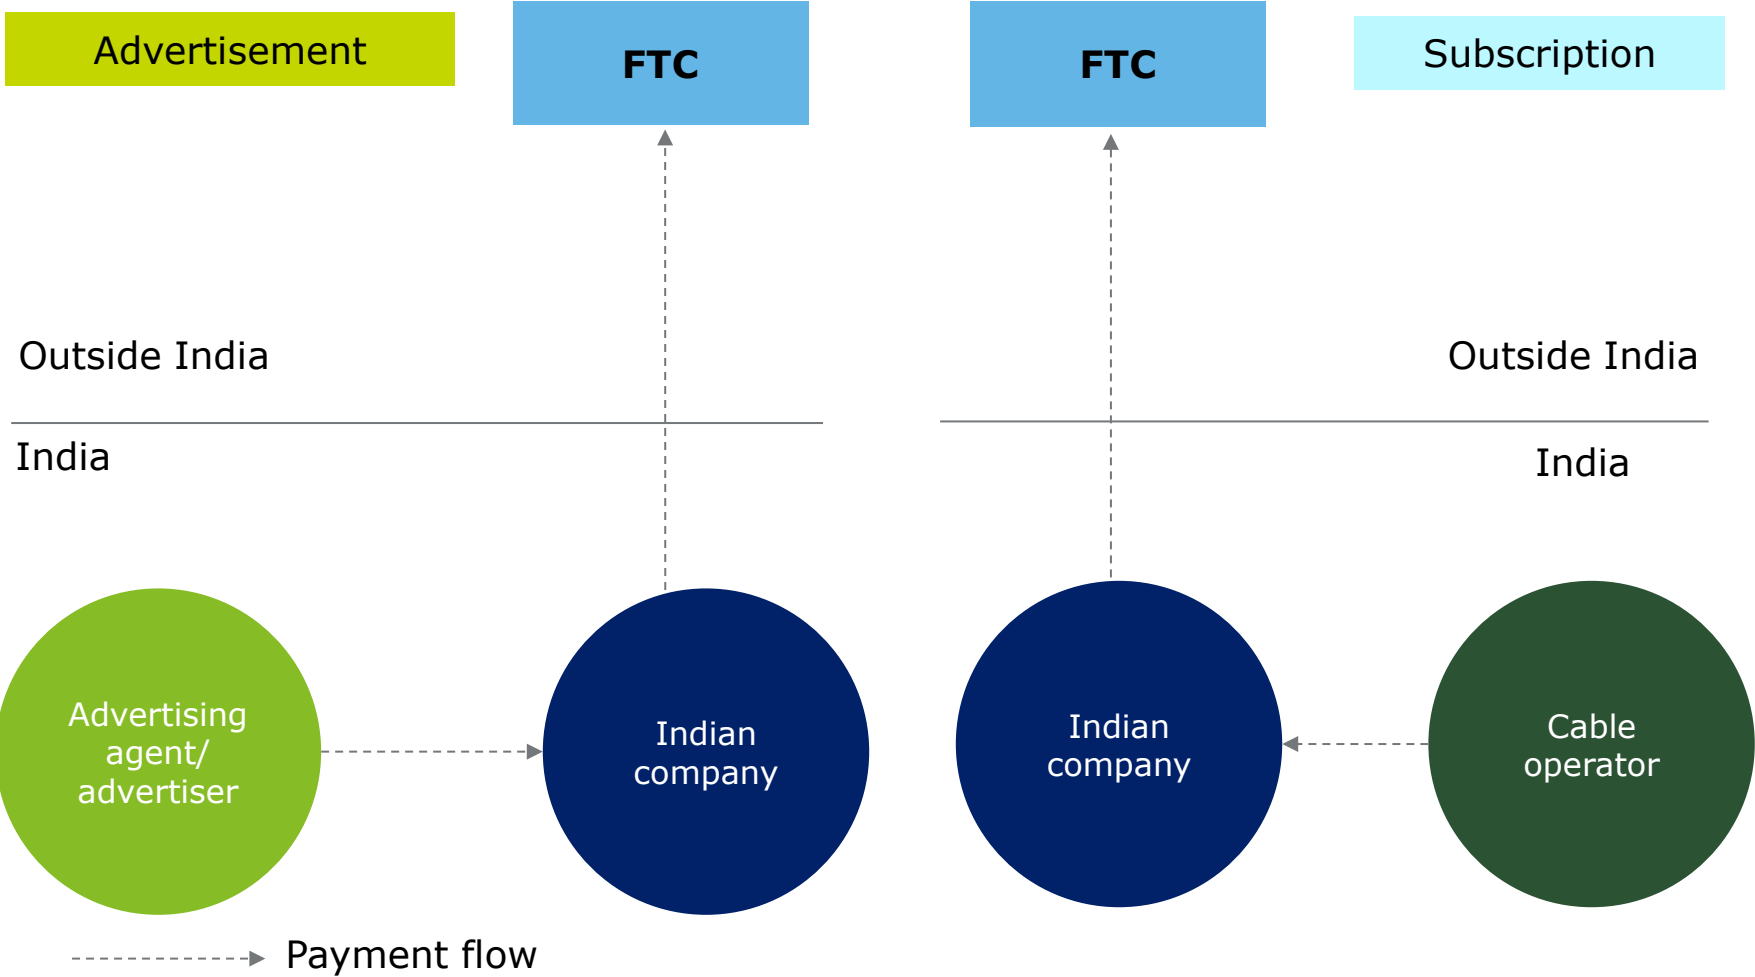 Advertisement
FTC
FTC
Subscription
Outside India
Outside India
India
India
Advertising
agent/
advertiser
Indian
company
Indian
company
Cable
operator
Payment flow